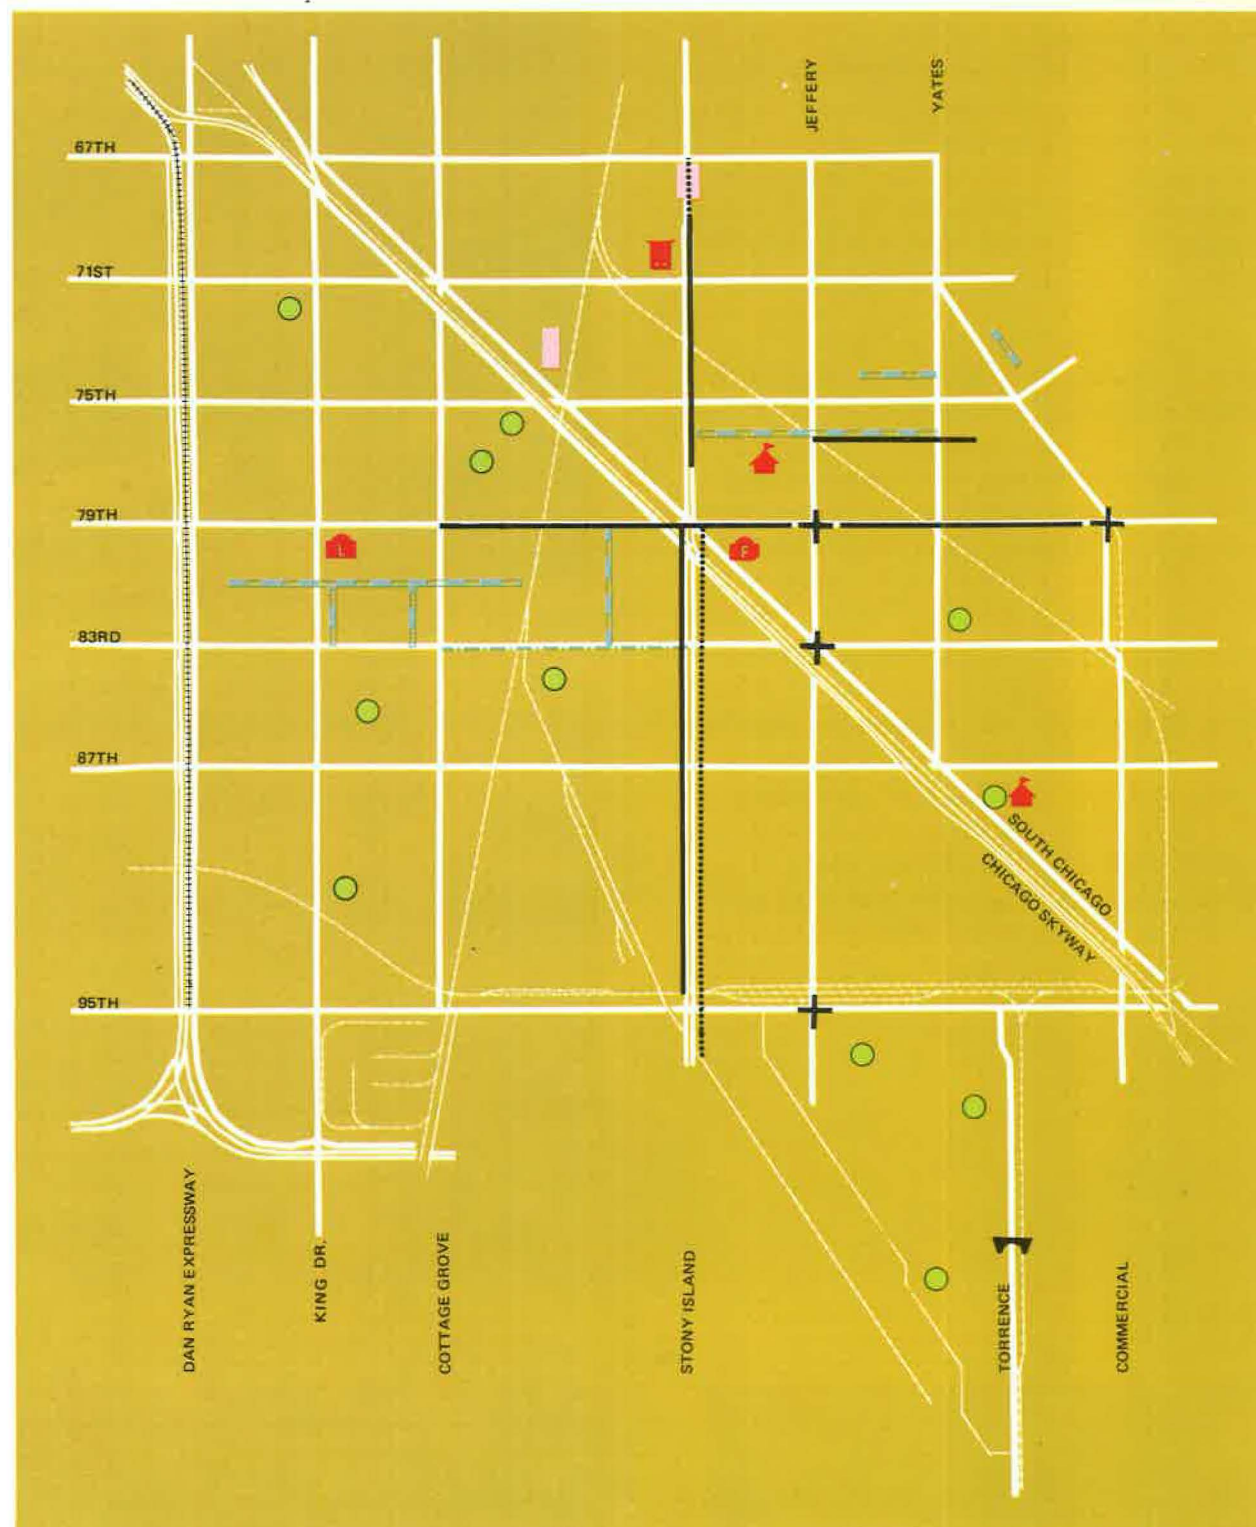 JEFFERY
YATES
67TH
71ST
75TH
79TH
L
F
83RD
87TH
SOUTH CHICAGO
CHICAGO SKYWAY
95TH
DAN RYAN EXPRESSWAY
KING DR.
COTTAGE GROVE
STONY ISLAND
TORRENCE
COMMERCIAL